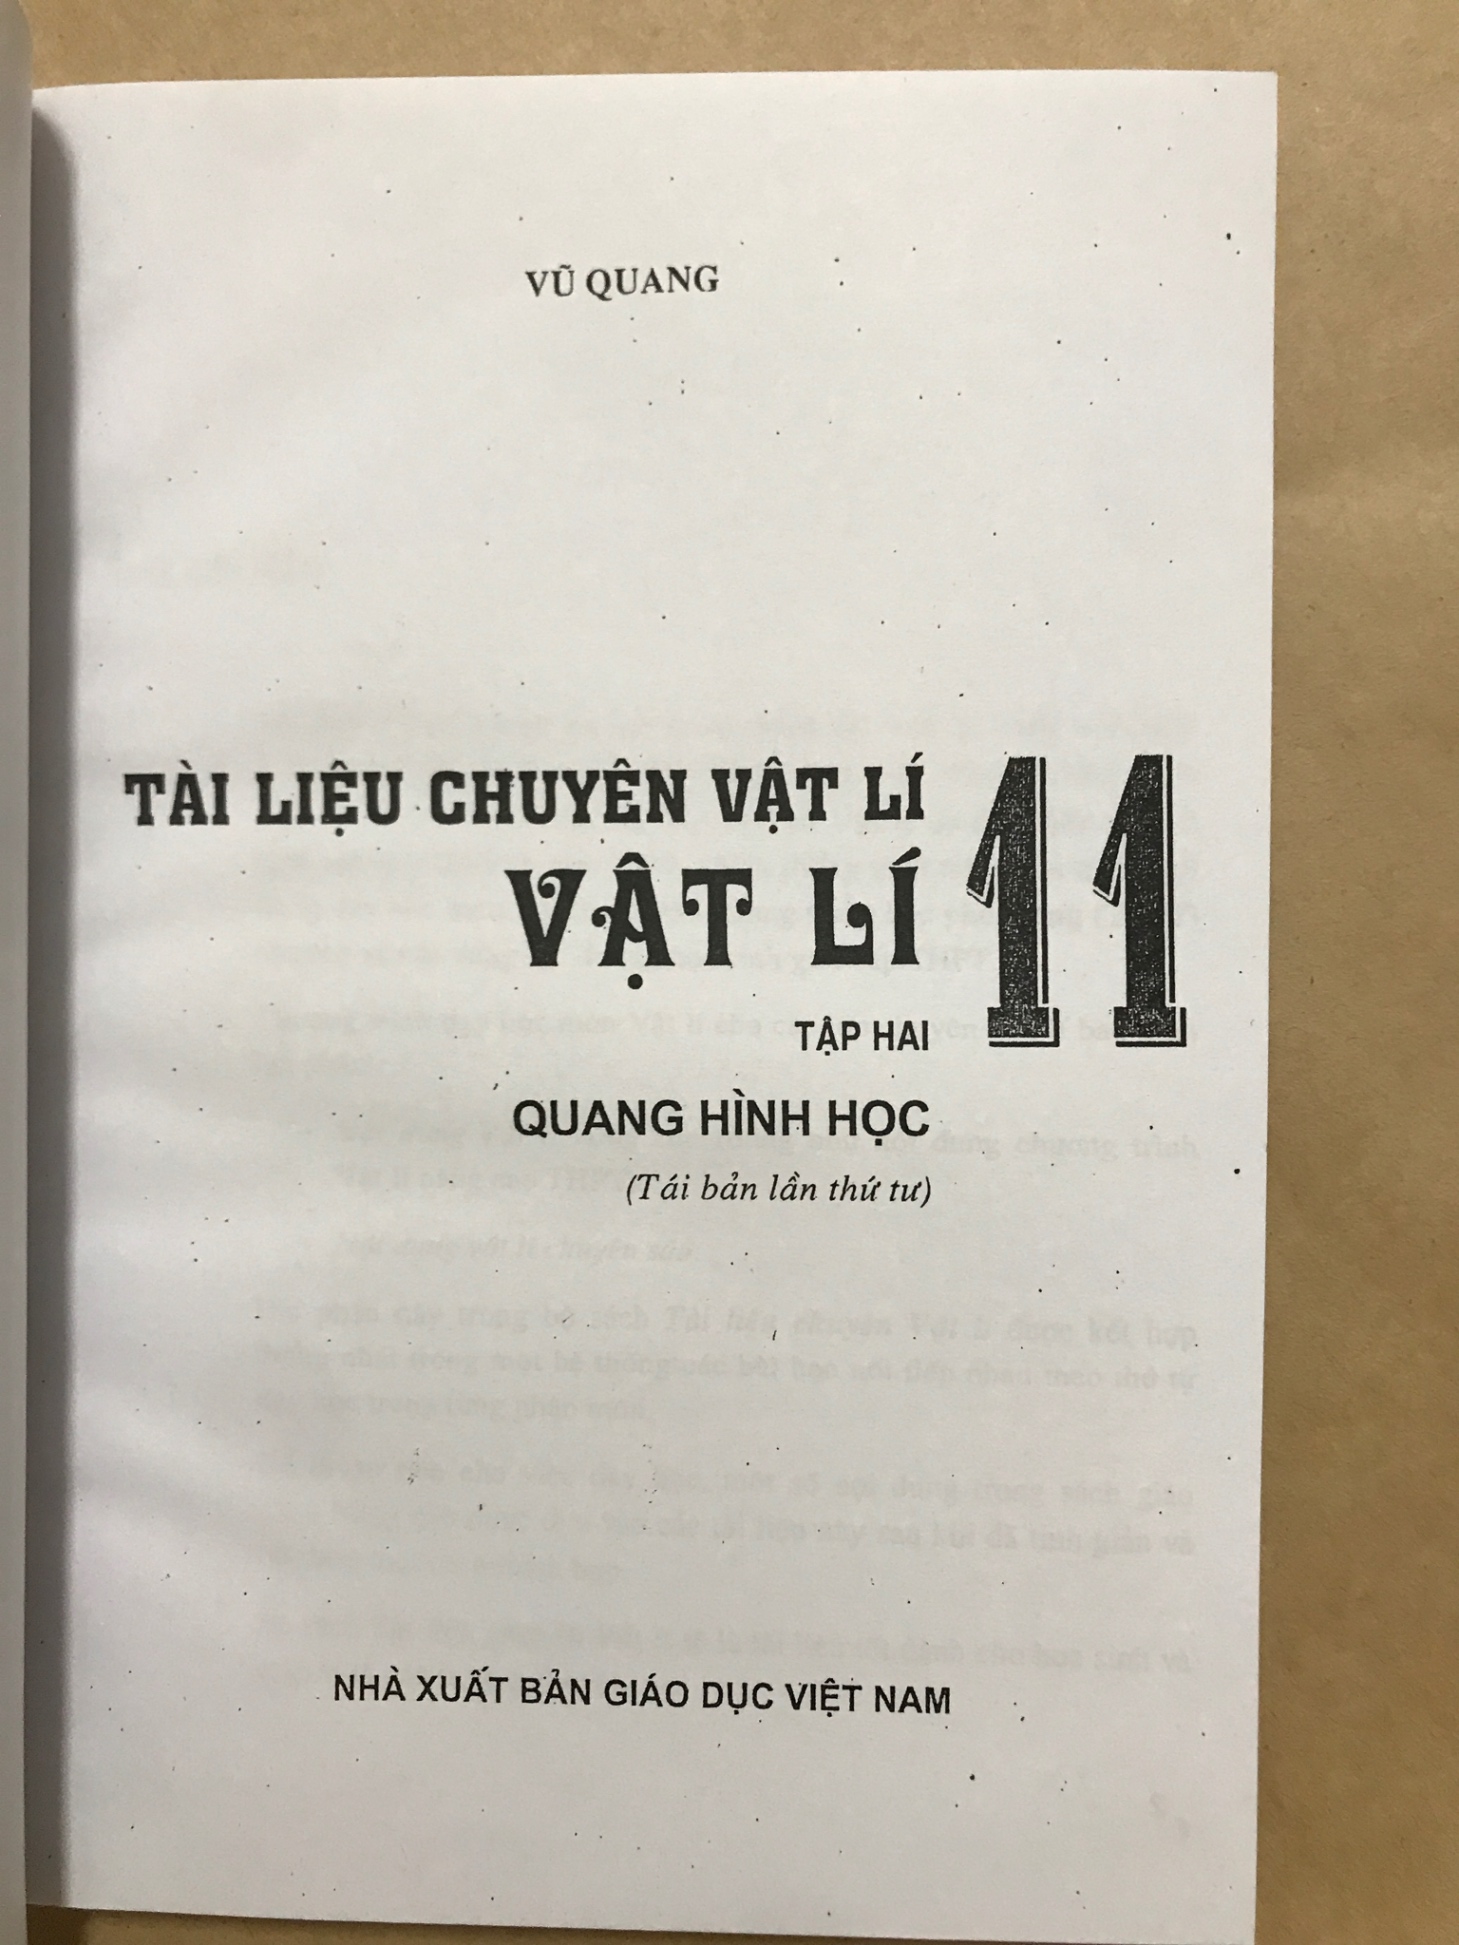 VŨ QUANG
TÀI LIỆU CHUYÊN VẬT LÍ
VẬT LÍ 11
TẬP HAI
QUANG HÌNH HỌC
(Tái bản lần thứ tư)
NHÀ XUẤT BẢN GIÁO DỤC VIỆT NAM